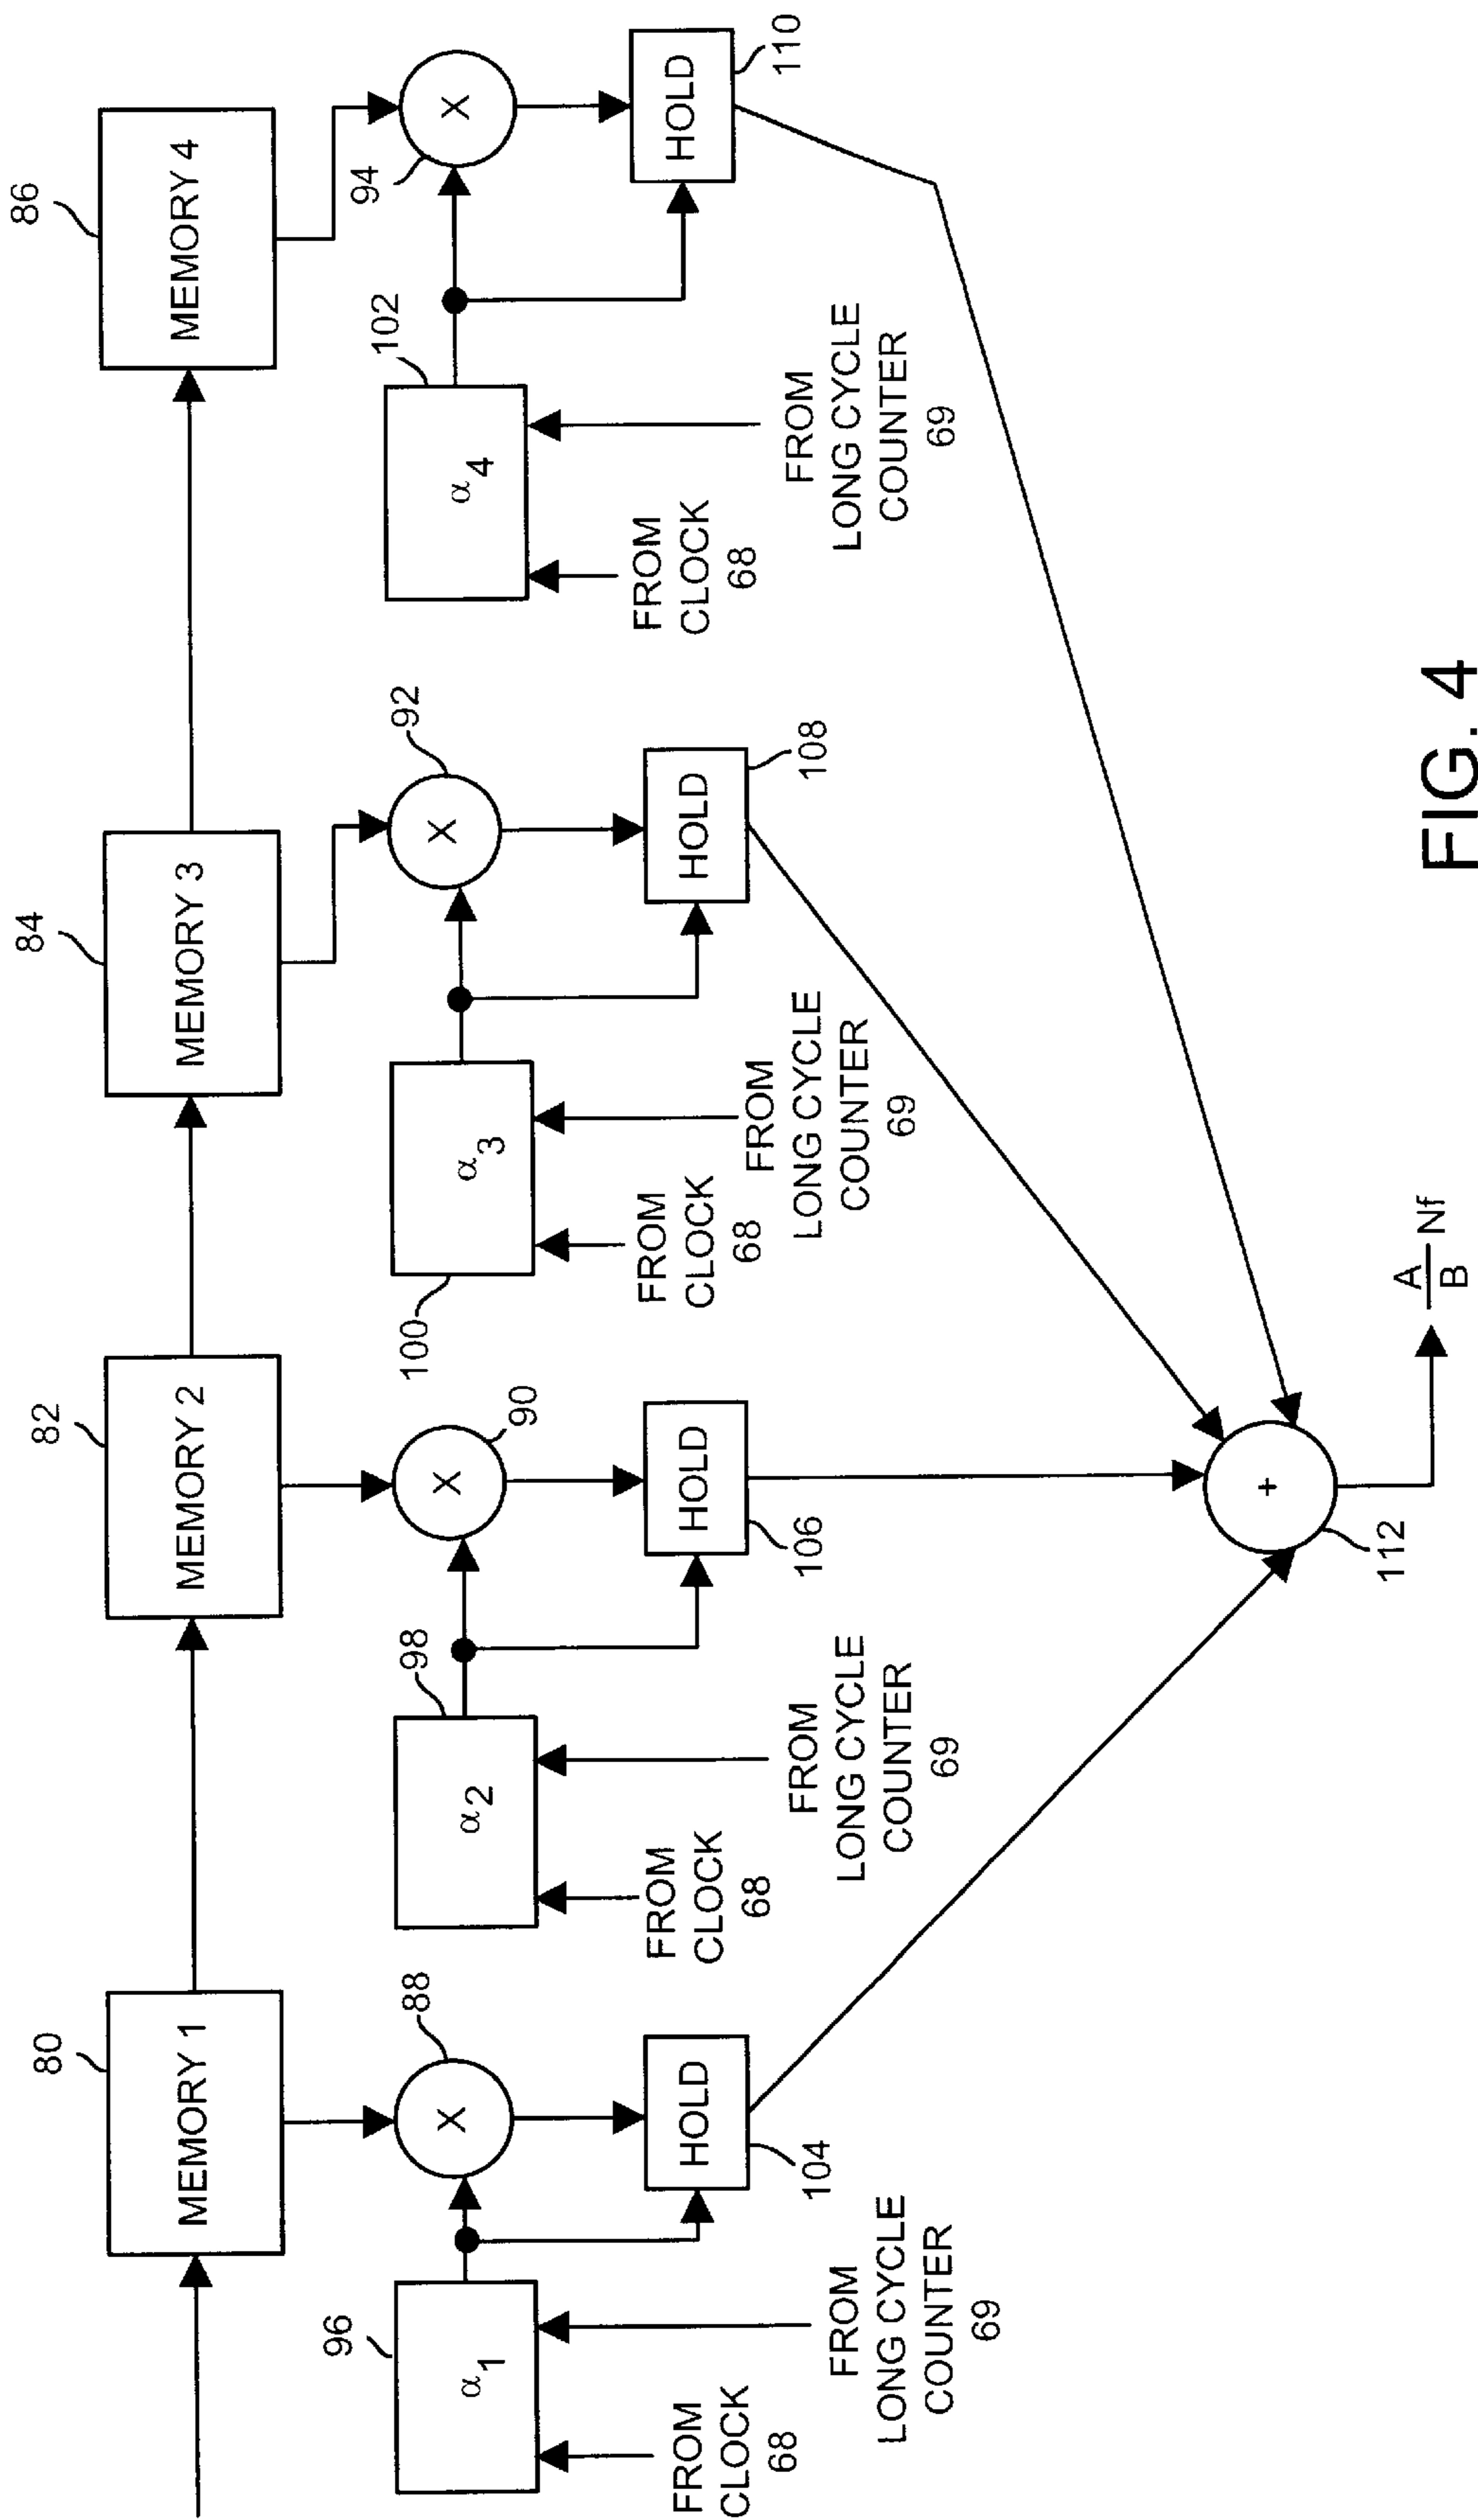 80
MEMORY 1
82
MEMORY 2
84
MEMORY 3
86
MEMORY 4
96
α1
88
X
98
α2
90
X
100
α3
92
X
102
α4
94
X
FROM
CLOCK
68
FROM
LONG CYCLE
COUNTER
69
HOLD
104
FROM
CLOCK
68
FROM
LONG CYCLE
COUNTER
69
HOLD
106
FROM
CLOCK
68
FROM
LONG CYCLE
COUNTER
69
HOLD
108
FROM
CLOCK
68
FROM
LONG CYCLE
COUNTER
69
HOLD
110
+
112
A
B
Nf
FIG. 4